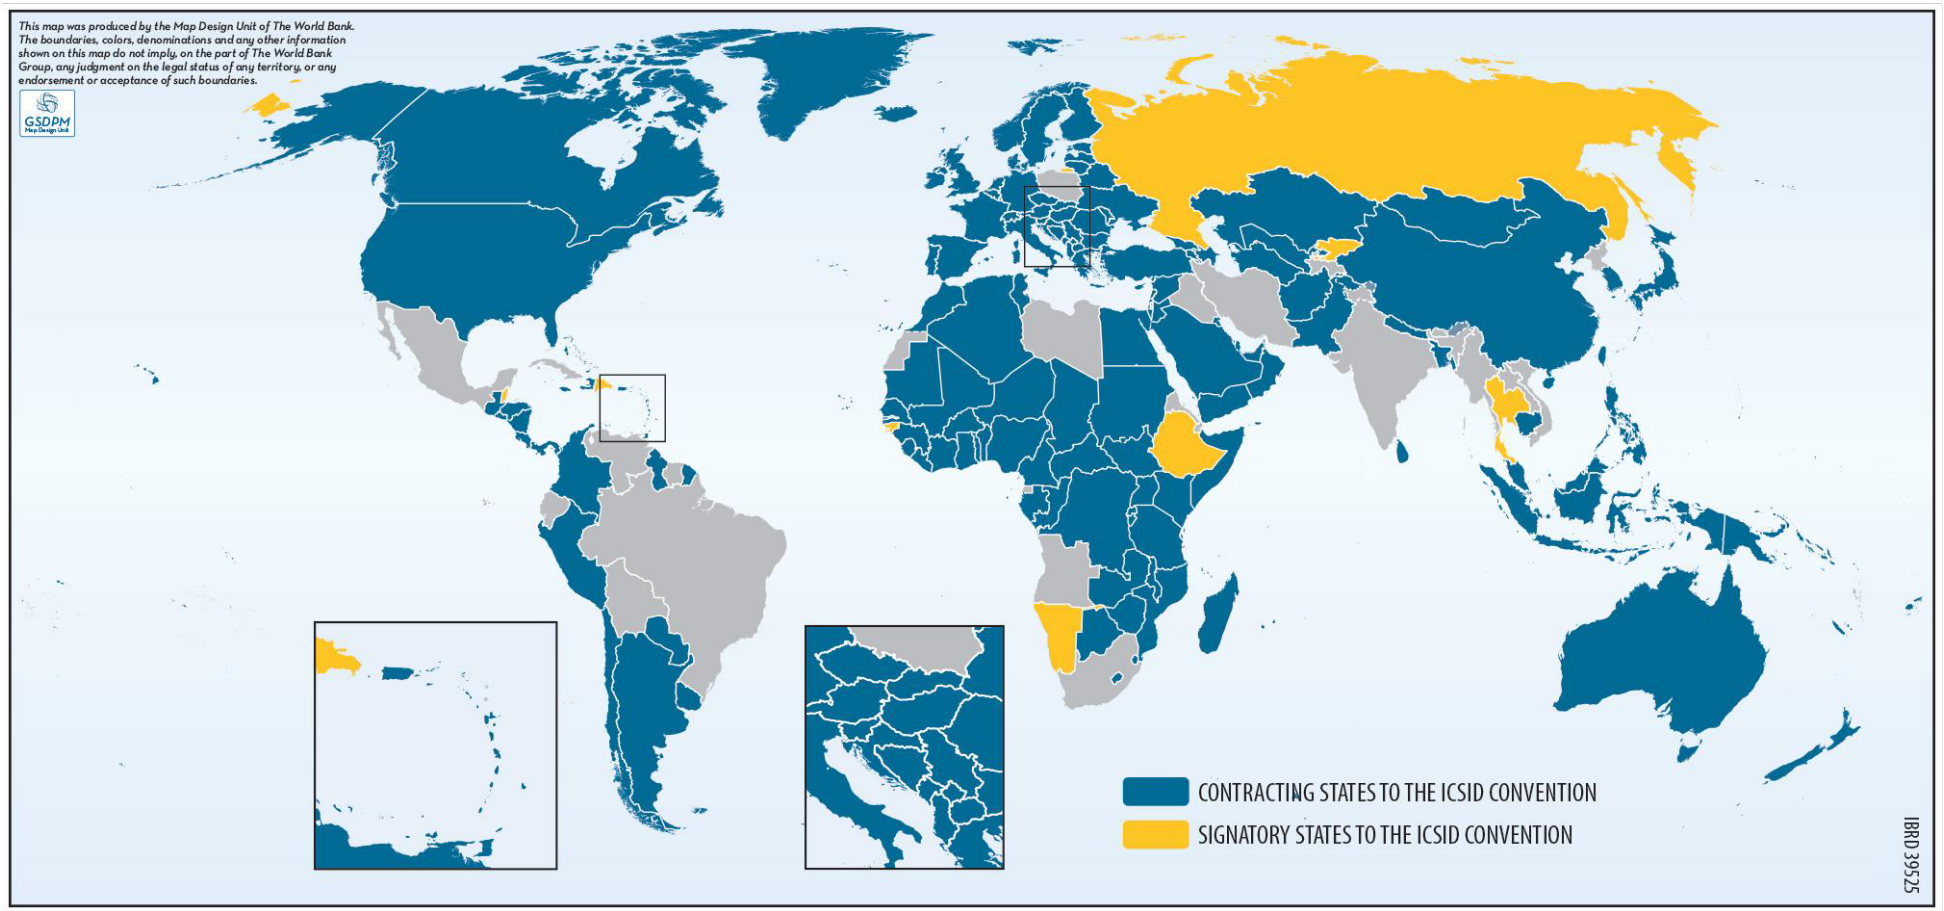 This map was produced by the Map Design Unit of The World Bank.
The boundaries, colors, denominations and any other information
shown on this map do not imply, on the part of The World Bank
Group, any judgment on the legal status of any territory, or any
endorsement or acceptance of such boundaries.
GSDPM
Map Design Unit
CONTRACTING STATES TO THE ICSID CONVENTION
SIGNATORY STATES TO THE ICSID CONVENTION
IBRD 39525